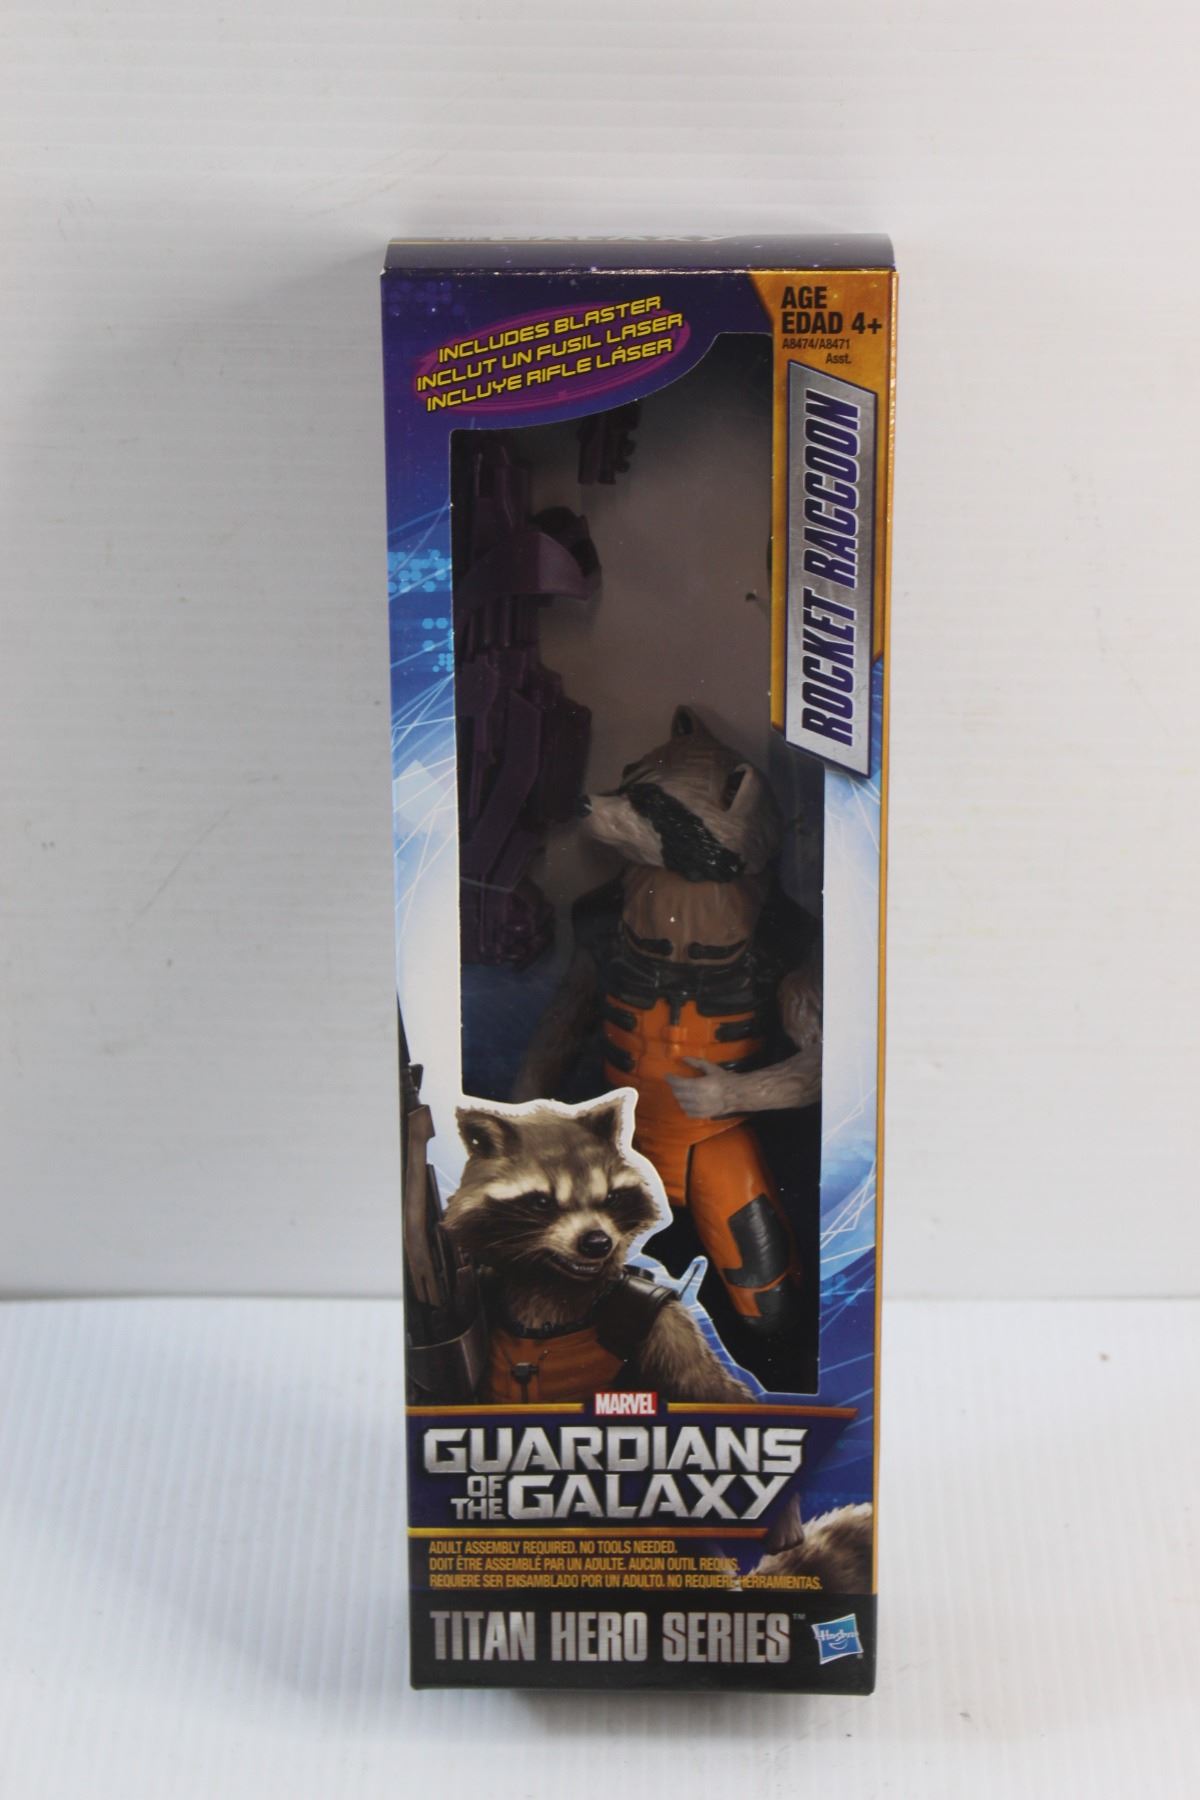 INCLUDES BLASTER
INCLUT UN FUSIL LASER
INCLUYE RIFLE LÁSER
AGE
EDAD 4+
A8474/A8471
Asst.
ROCKET RACCOON
MARVEL
GUARDIANS
OF THE GALAXY
ADULT ASSEMBLY REQUIRED. NO TOOLS NEEDED.
DOIT ÊTRE ASSEMBLÉ PAR UN ADULTE. AUCUN OUTIL REQUIS.
REQUIERE SER ENSAMBLADO POR UN ADULTO. NO REQUIERE HERRAMIENTAS.
TITAN HERO SERIES™
Hasbro